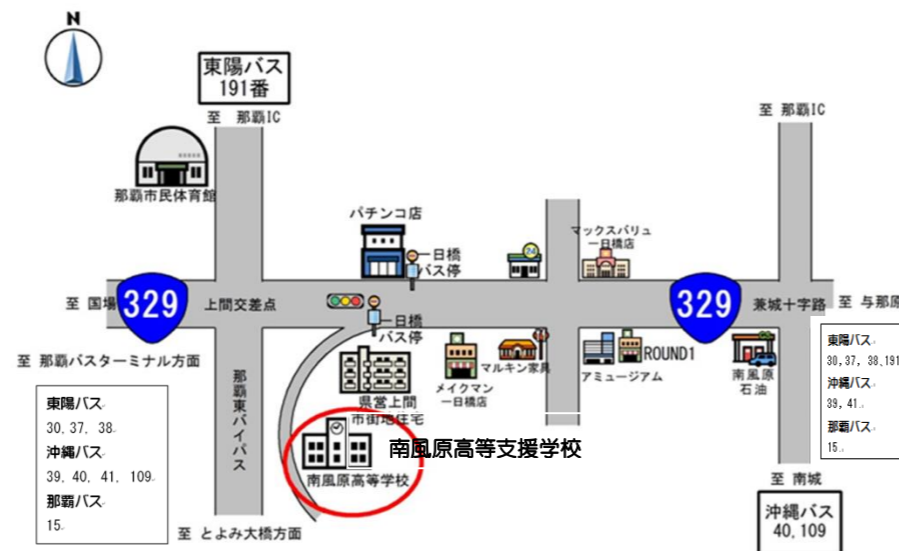 N
東陽バス
191番
至 那覇IC
至 那覇IC
那覇市民体育館
パチンコ店
一日橋
バス停
24
マックスバリュ
一日橋店
至 国場
329
上間交差点
329
兼城十字路
至 与那原
一日橋
バス停
至 那覇バスターミナル方面
那覇東バイパス
県営上間
市街地住宅
メイクマン
一日橋店
マルキン家具
アミュージアム
ROUND1
南風原
石油
東陽バス
30,37, 38,191
沖縄バス
39, 41
那覇バス
15
東陽バス
30, 37, 38
沖縄バス
39, 40, 41, 109
那覇バス
15
南風原高等支援学校
南風原高等学校
至 とよみ大橋方面
至 南城
沖縄バス
40,109